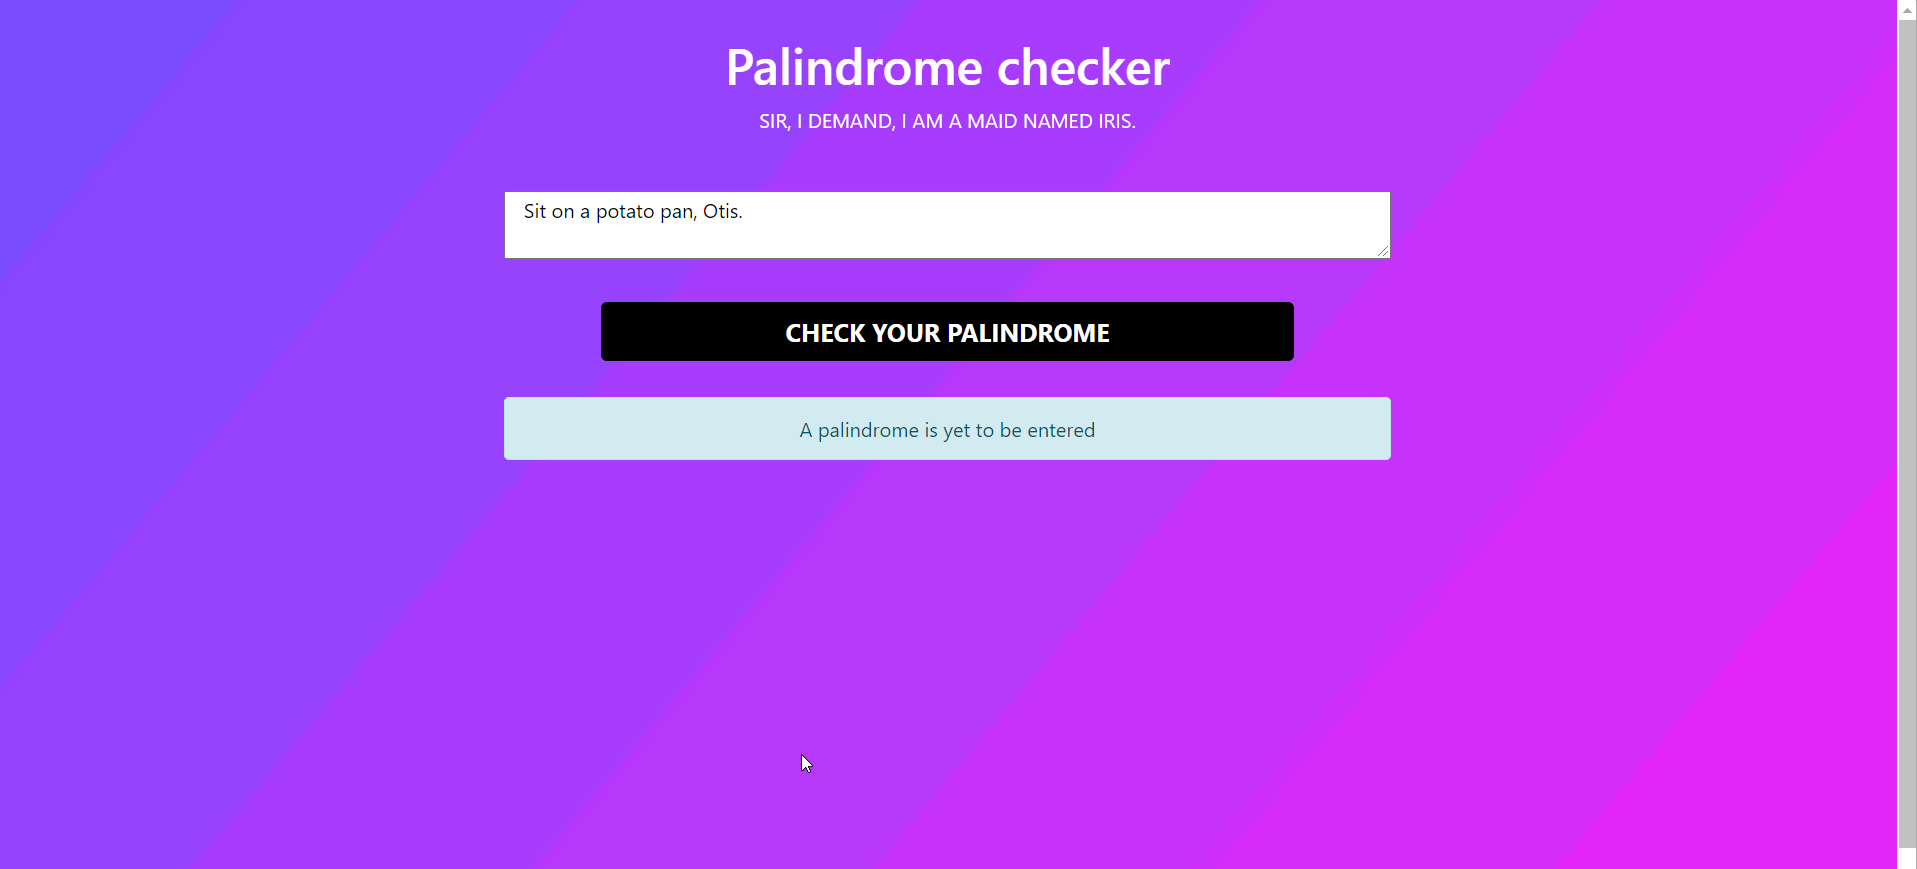 Palindrome checker
SIR, I DEMAND, I AM A MAID NAMED IRIS.
Sit on a potato pan, Otis.
CHECK YOUR PALINDROME
A palindrome is yet to be entered